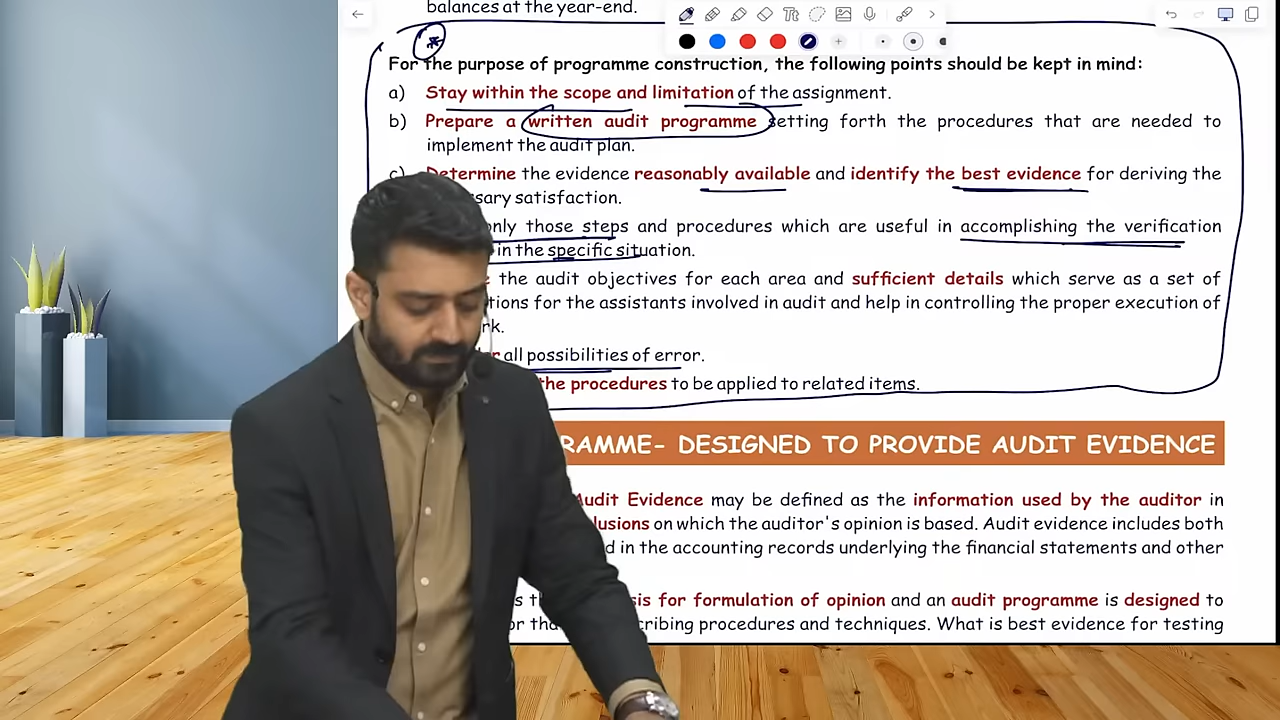 balances at the year-end.
For the purpose of programme construction, the following points should be kept in mind:
a) Stay within the scope and limitation of the assignment.
b) Prepare a written audit programme setting forth the procedures that are needed to
implement the audit plan.
c) Determine the evidence reasonably available and identify the best evidence for deriving the
satisfaction.
only those steps and procedures which are useful in accomplishing the verification
in the specific situation.
the audit objectives for each area and sufficient details which serve as a set of
for the assistants involved in audit and help in controlling the proper execution of
all possibilities of error.
the procedures to be applied to related items.
DESIGNED TO PROVIDE AUDIT EVIDENCE
Audit Evidence may be defined as the information used by the auditor in
on which the auditor's opinion is based. Audit evidence includes both
in the accounting records underlying the financial statements and other
for formulation of opinion and an audit programme is designed to
procedures and techniques. What is best evidence for testing